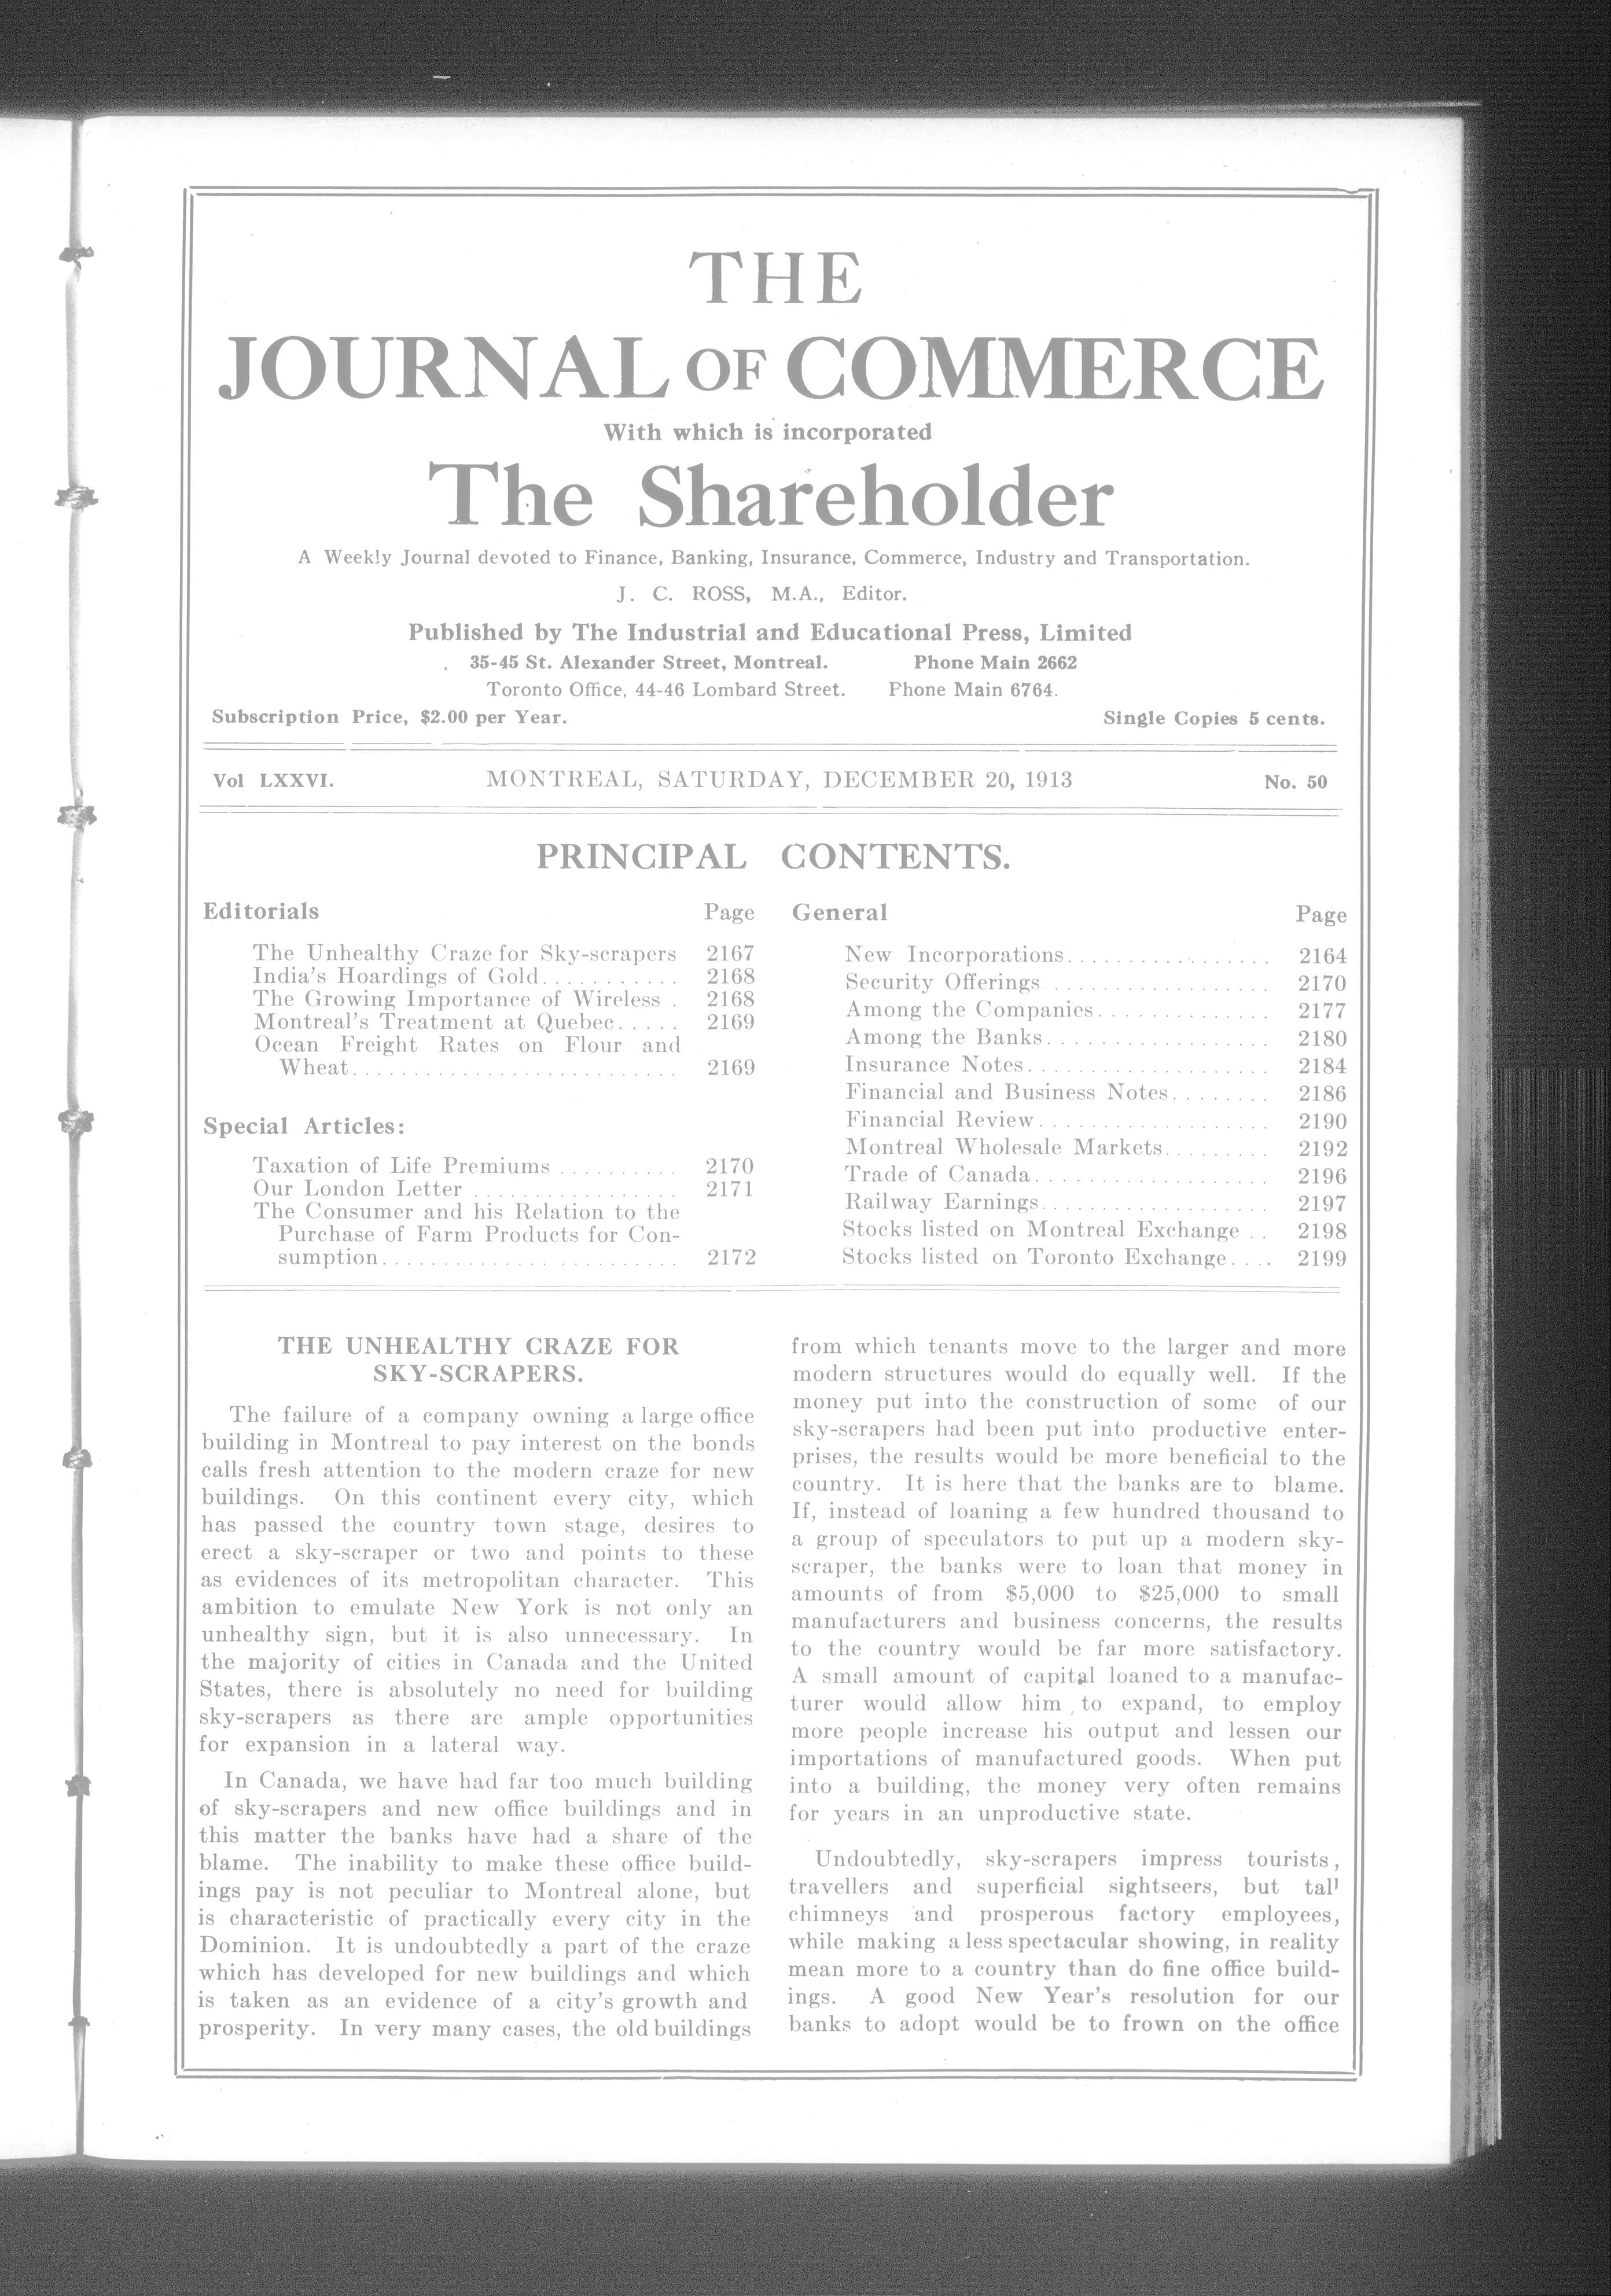 THE
JOURNAL OF COMMERCE
With which is incorporated
The Shareholder
A Weekly Journal devoted to Finance, Banking, Insurance, Commerce, Industry and Transportation.
J. C. ROSS, M.A., Editor.
Published by The Industrial and Educational Press, Limited
35-45 St. Alexander Street, Montreal. Phone Main 2662
Toronto Office, 44-46 Lombard Street. Phone Main 6764.
Subscription Price, $2.00 per Year. Single Copies 5 cents.
Vol LXXVI. MONTREAL, SATURDAY, DECEMBER 20, 1913 No. 50
PRINCIPAL CONTENTS.
Editorials Page
The Unhealthy Craze for Sky-scrapers 2167
India's Hoardings of Gold........... 2168
The Growing Importance of Wireless . 2168
Montreal's Treatment at Quebec..... 2169
Ocean Freight Rates on Flour and
Wheat.......................... 2169
Special Articles:
Taxation of Life Premiums .......... 2170
Our London Letter ................. 2171
The Consumer and his Relation to the
Purchase of Farm Products for Con-
sumption........................ 2172
General Page
New Incorporations................. 2164
Security Offerings .................. 2170
Among the Companies.............. 2177
Among the Banks.................. 2180
Insurance Notes.................... 2184
Financial and Business Notes........ 2186
Financial Review................... 2190
Montreal Wholesale Markets......... 2192
Trade of Canada.................... 2196
Railway Earnings................... 2197
Stocks listed on Montreal Exchange .. 2198
Stocks listed on Toronto Exchange.... 2199
THE UNHEALTHY CRAZE FOR
SKY-SCRAPERS.
The failure of a company owning a large office
building in Montreal to pay interest on the bonds
calls fresh attention to the modern craze for new
buildings. On this continent every city, which
has passed the country town stage, desires to
erect a sky-scraper or two and points to these
as evidences of its metropolitan character. This
ambition to emulate New York is not only an
unhealthy sign, but it is also unnecessary. In
the majority of cities in Canada and the United
States, there is absolutely no need for building
sky-scrapers as there are ample opportunities
for expansion in a lateral way.
In Canada, we have had far too much building
of sky-scrapers and new office buildings and in
this matter the banks have had a share of the
blame. The inability to make these office build-
ings pay is not peculiar to Montreal alone, but
is characteristic of practically every city in the
Dominion. It is undoubtedly a part of the craze
which has developed for new buildings and which
is taken as an evidence of a city's growth and
prosperity. In very many cases, the old buildings
from which tenants move to the larger and more
modern structures would do equally well. If the
money put into the construction of some of our
sky-scrapers had been put into productive enter-
prises, the results would be more beneficial to the
country. It is here that the banks are to blame.
If, instead of loaning a few hundred thousand to
a group of speculators to put up a modern sky-
scraper, the banks were to loan that money in
amounts of from $5,000 to $25,000 to small
manufacturers and business concerns, the results
to the country would be far more satisfactory.
A small amount of capital loaned to a manufac-
turer would allow him to expand, to employ
more people increase his output and lessen our
importations of manufactured goods. When put
into a building, the money very often remains
for years in an unproductive state.
Undoubtedly, sky-scrapers impress tourists,
travellers and superficial sightseers, but tall
chimneys and prosperous factory employees,
while making a less spectacular showing, in reality
mean more to a country than do fine office build-
ings. A good New Year's resolution for our
banks to adopt would be to frown on the office